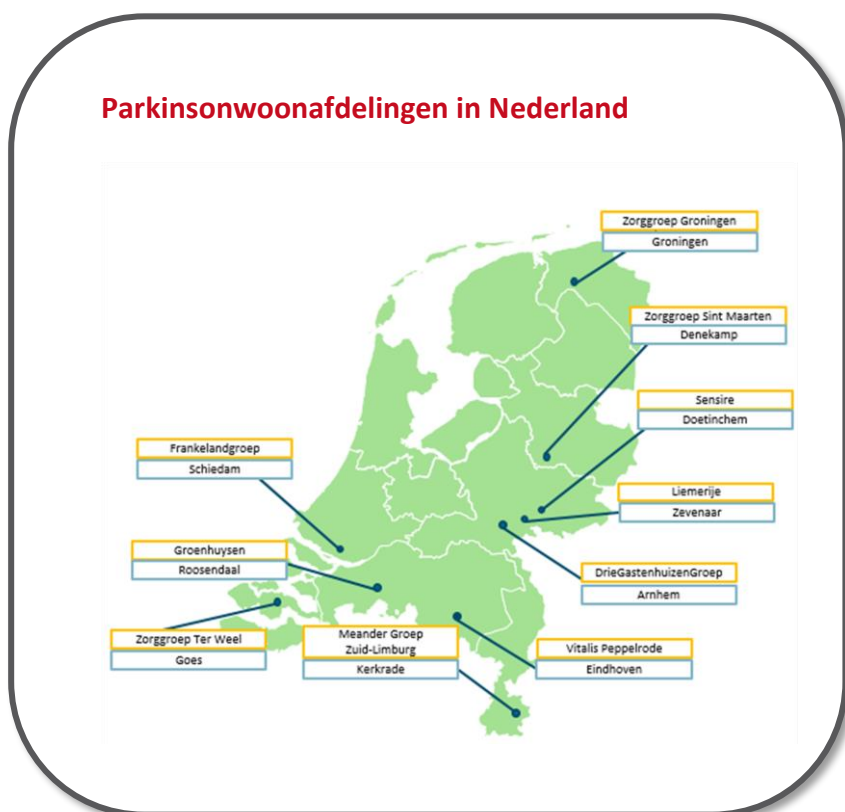 Parkinsonwoonafdelingen in Nederland
Zorggroep Groningen
Groningen
Zorggroep Sint Maarten
Denekamp
Sensire
Doetinchem
Frankelandgroep
Schiedam
Liemerije
Zevenaar
Groenhuysen
Roosendaal
DrieGastenhuizenGroep
Arnhem
Zorggroep Ter Weel
Goes
Meander Groep
Zuid-Limburg
Kerkrade
Vitalis Peppelrode
Eindhoven